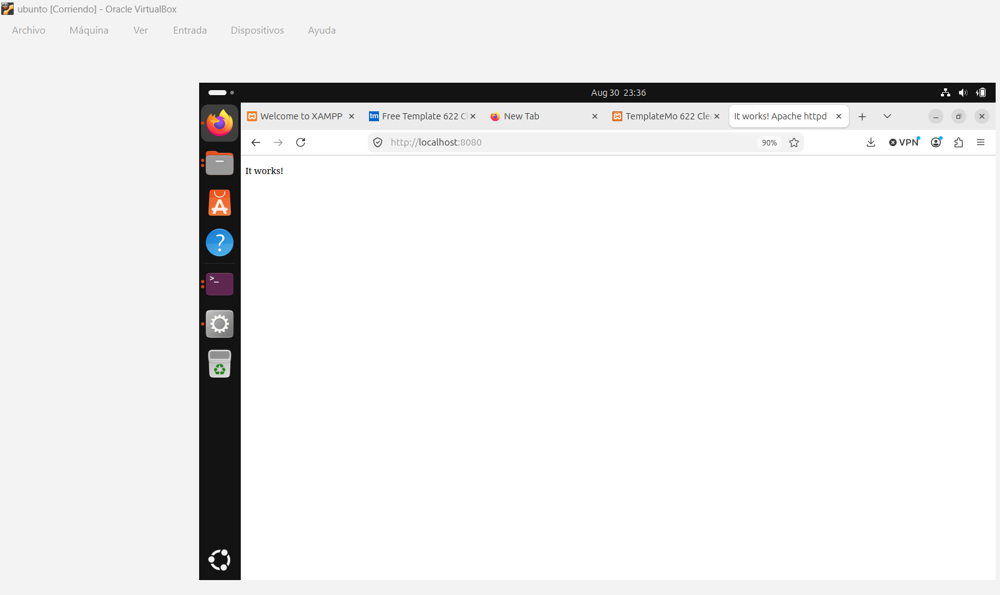 ubunto [Corriendo] - Oracle VirtualBox
Archivo Máquina Ver Entrada Dispositivos Ayuda
Aug 30 23:36
Welcome to XAMPP
Free Template 622 Cl
New Tab
TemplateMo 622 Clea
It works! Apache httpd
http://localhost:8080
90%
VPN
It works!